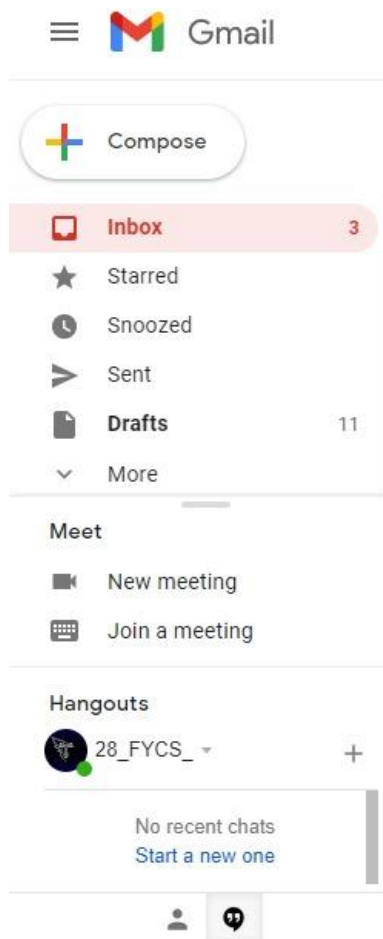 Gmail
Compose
Inbox 3
Starred
Snoozed
Sent
Drafts 11
More
Meet
New meeting
Join a meeting
Hangouts
28_FYCS_
No recent chats
Start a new one